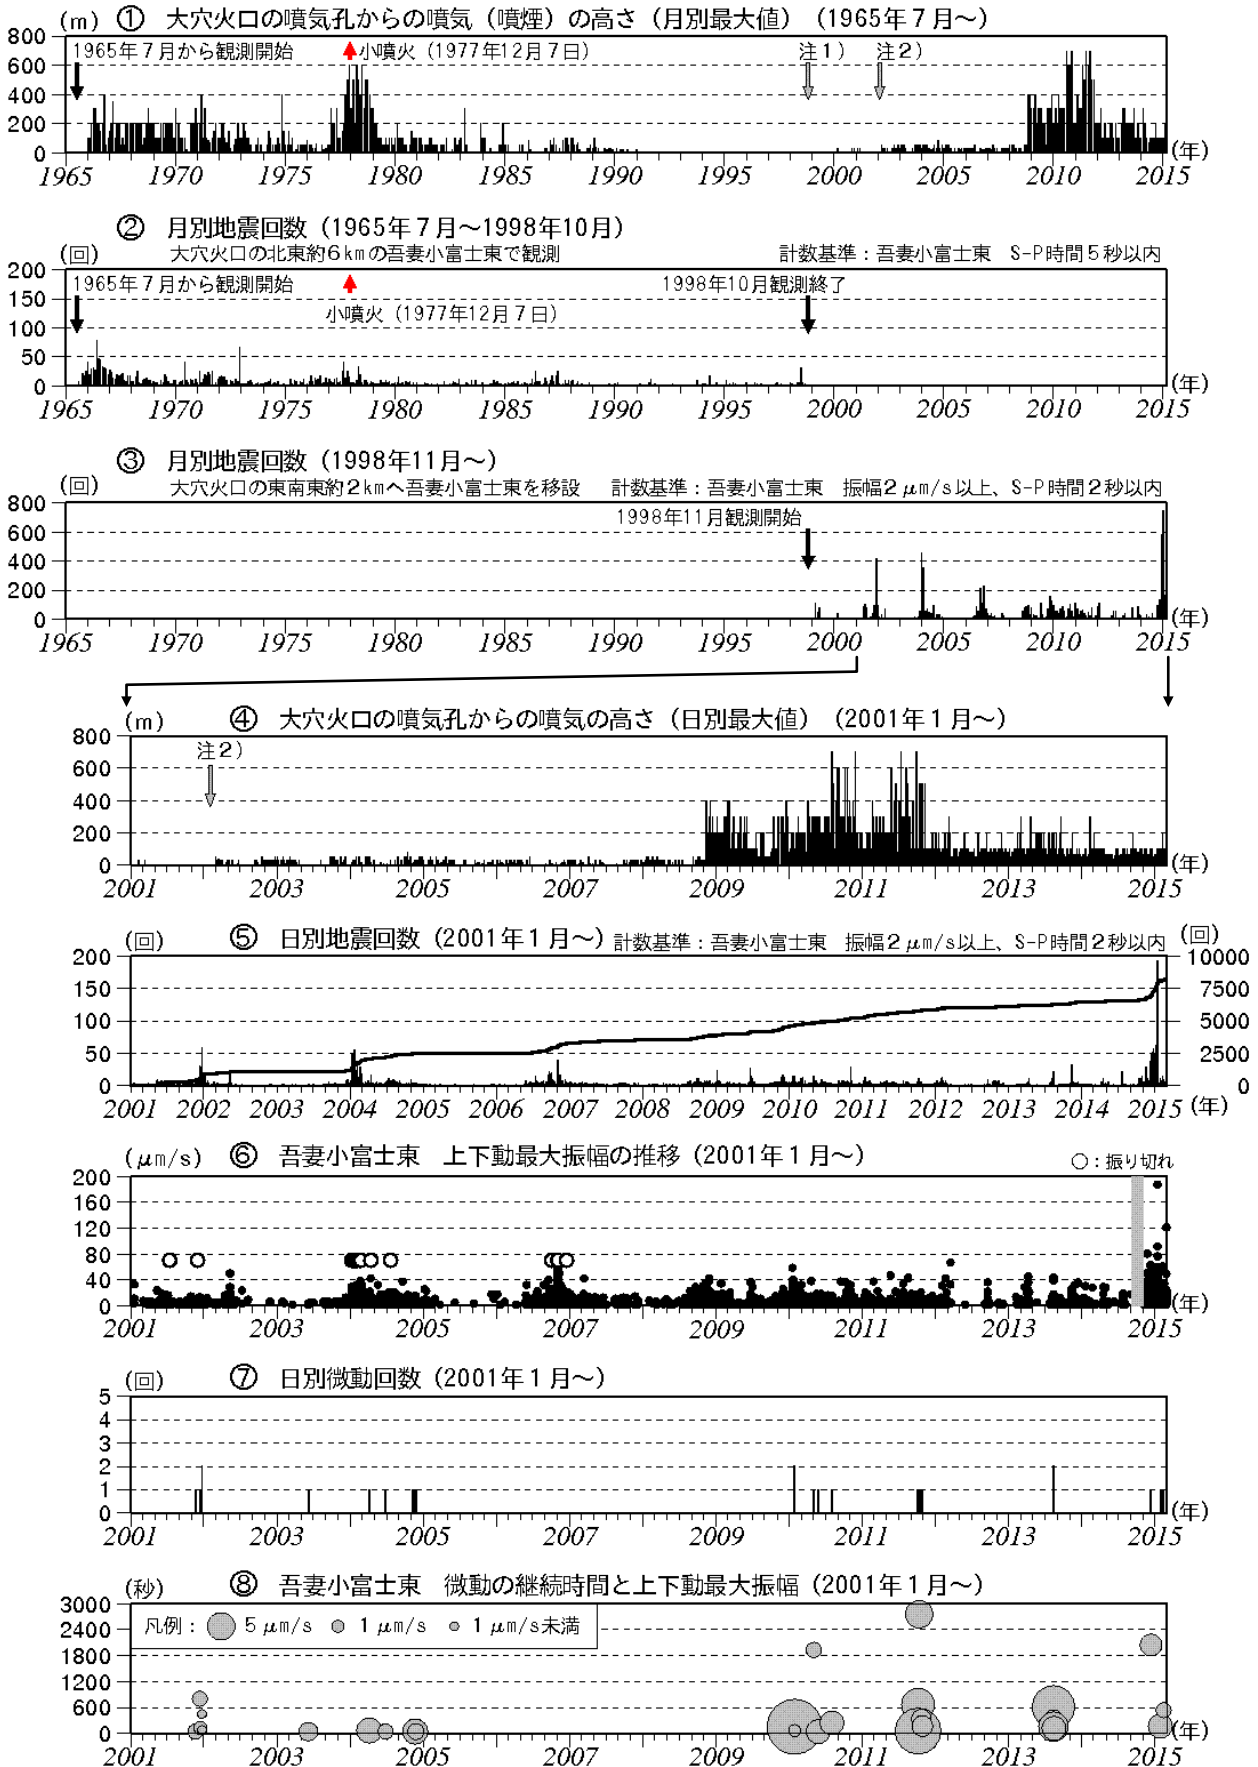 (m) ① 大穴火口の噴気孔からの噴気（噴煙）の高さ（月別最大値）（1965年７月～）
800
600
400
200
0
1965年７月から観測開始
小噴火（1977年12月７日）
注１)
注２)
1965 1970 1975 1980 1985 1990 1995 2000 2005 2010 2015 (年)
② 月別地震回数（1965年７月～1998年10月）
(回) 大穴火口の北東約６kmの吾妻小富士東で観測 計数基準：吾妻小富士東　S-P時間５秒以内
200
150
100
50
0
1965年７月から観測開始
小噴火（1977年12月７日）
1998年10月観測終了
1965 1970 1975 1980 1985 1990 1995 2000 2005 2010 2015 (年)
③ 月別地震回数（1998年11月～）
(回) 大穴火口の東南東約２kmへ吾妻小富士東を移設 計数基準：吾妻小富士東　振幅２μm/s以上、S-P時間２秒以内
800
600
400
200
0
1998年11月観測開始
1965 1970 1975 1980 1985 1990 1995 2000 2005 2010 2015 (年)
(m) ④ 大穴火口の噴気孔からの噴気の高さ（日別最大値）（2001年１月～）
800
600
400
200
0
注２)
2001 2003 2005 2007 2009 2011 2013 2015 (年)
(回) ⑤ 日別地震回数（2001年１月～）計数基準：吾妻小富士東　振幅２μm/s以上、S-P時間２秒以内 (回)
200 10000
150 7500
100 5000
50 2500
0 0
2001 2002 2003 2004 2005 2006 2007 2008 2009 2010 2011 2012 2013 2014 2015 (年)
(μm/s) ⑥ 吾妻小富士東　上下動最大振幅の推移（2001年１月～） ○：振り切れ
200
160
120
80
40
0
2001 2003 2005 2007 2009 2011 2013 2015 (年)
(回) ⑦ 日別微動回数（2001年１月～）
5
4
3
2
1
0
2001 2003 2005 2007 2009 2011 2013 2015 (年)
(秒) ⑧ 吾妻小富士東　微動の継続時間と上下動最大振幅（2001年１月～）
3000
2400
1800
1200
600
0
凡例： 5 μm/s 1 μm/s 1 μm/s未満
2001 2003 2005 2007 2009 2011 2013 2015 (年)